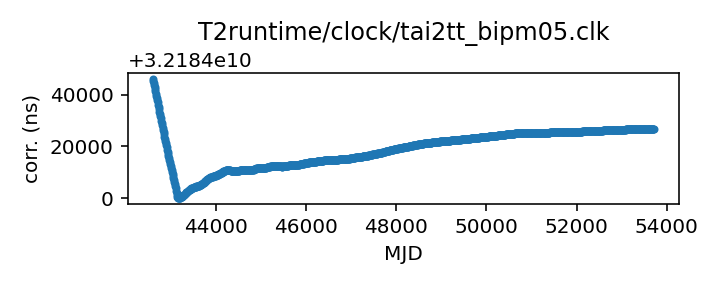 T2runtime/clock/tai2tt_bipm05.clk
+3.2184e10
40000
20000
0
corr. (ns)
44000 46000 48000 50000 52000 54000
MJD